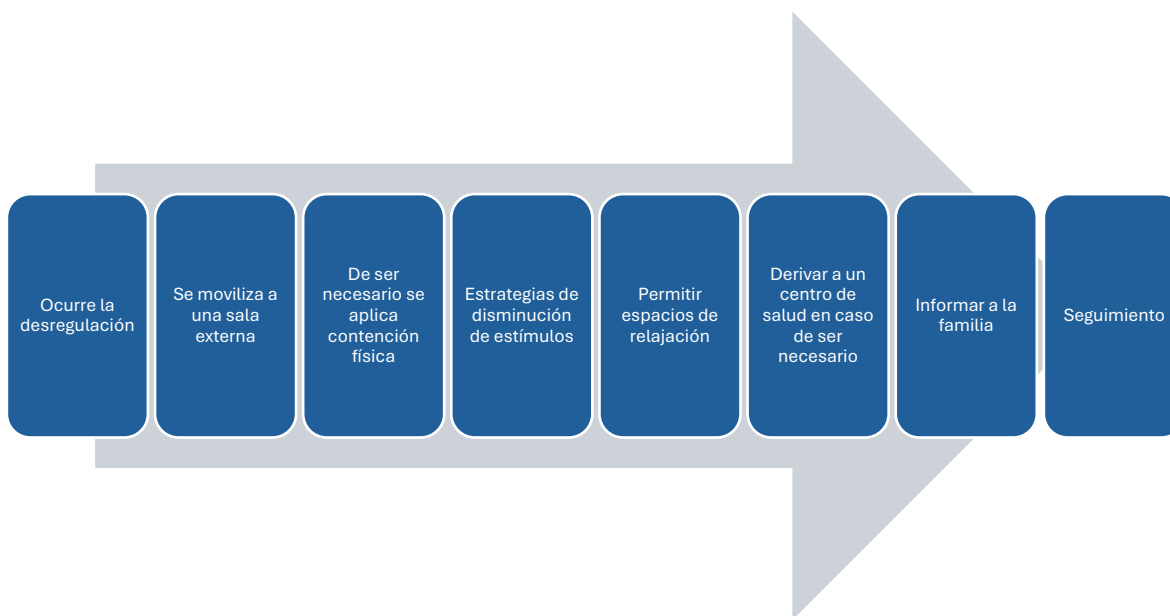 Ocurre la
desregulación
Se moviliza a
una sala
externa
De ser
necesario se
aplica
contención
física
Estrategias de
disminución
de estímulos
Permitir
espacios de
relajación
Derivar a un
centro de
salud en caso
de ser
necesario
Informar a la
familia
Seguimiento